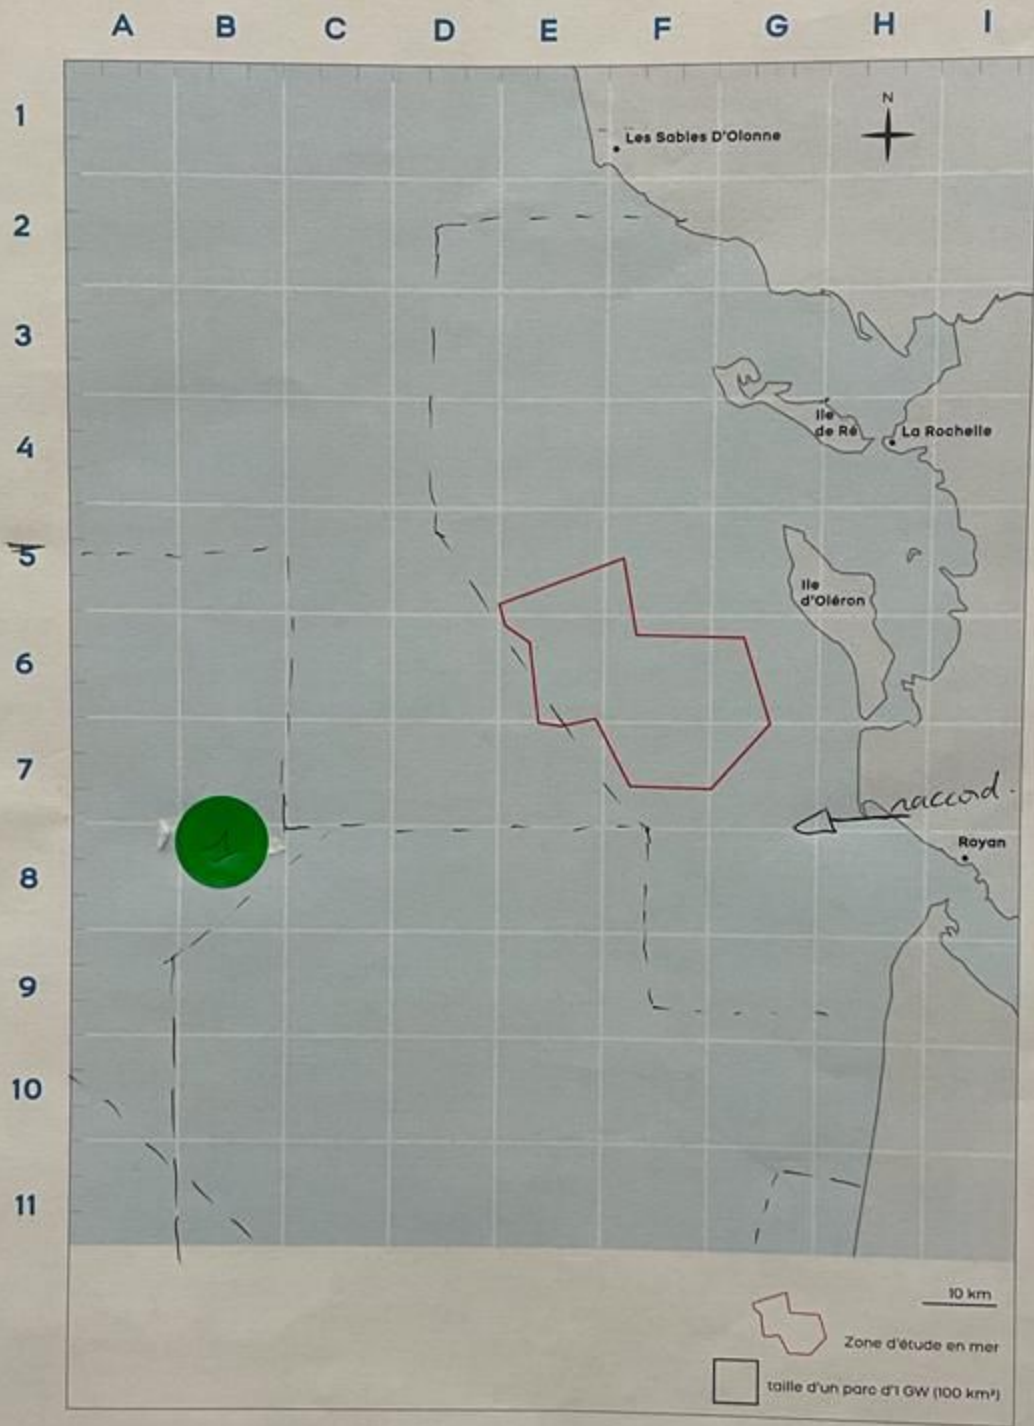 A B C D E F G H I
1
2
3
4
5
6
7
8
9
10
11
N
Les Sables D'Olonne
Ile
de Ré
La Rochelle
Ile
d'Oléron
raccord.
Royan
1
10 km
Zone d'étude en mer
taille d'un parc d'1 GW (100 km²)